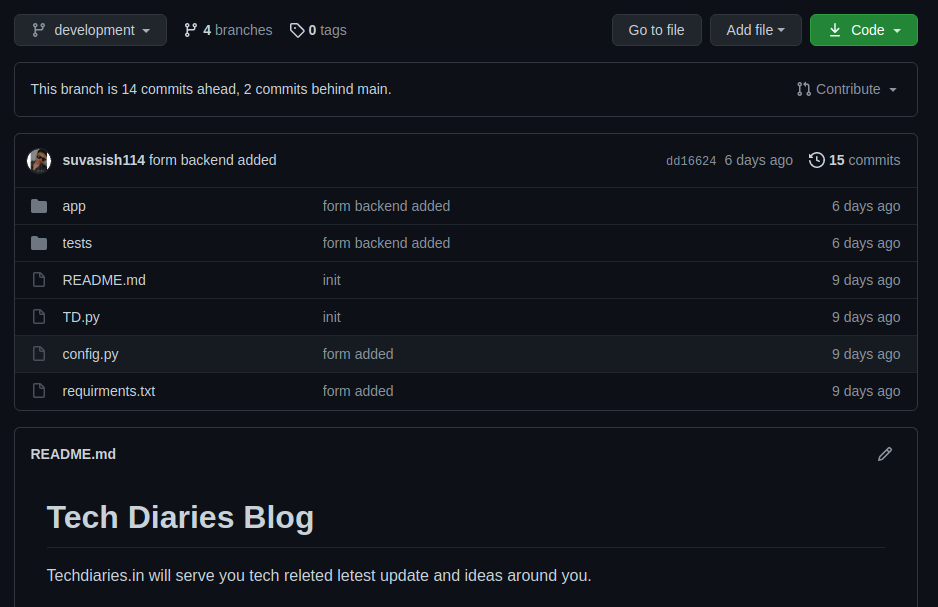 development 4 branches 0 tags Go to file Add file Code
This branch is 14 commits ahead, 2 commits behind main. Contribute
suvasish114 form backend added dd16624 6 days ago 15 commits
app form backend added 6 days ago
tests form backend added 6 days ago
README.md init 9 days ago
TD.py init 9 days ago
config.py form added 9 days ago
requirments.txt form added 9 days ago
README.md
Tech Diaries Blog
Techdiaries.in will serve you tech releted letest update and ideas around you.